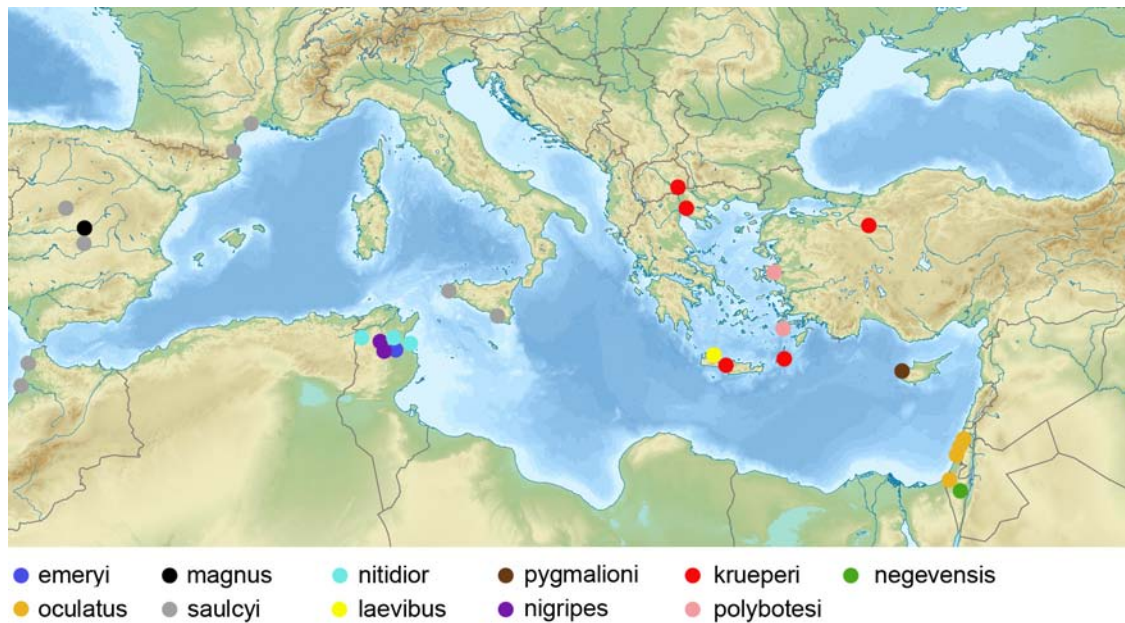 emeryi magnus nitidior pygmalioni krueperi negevensis
oculatus saulcyi laevibus nigripes polybotesi